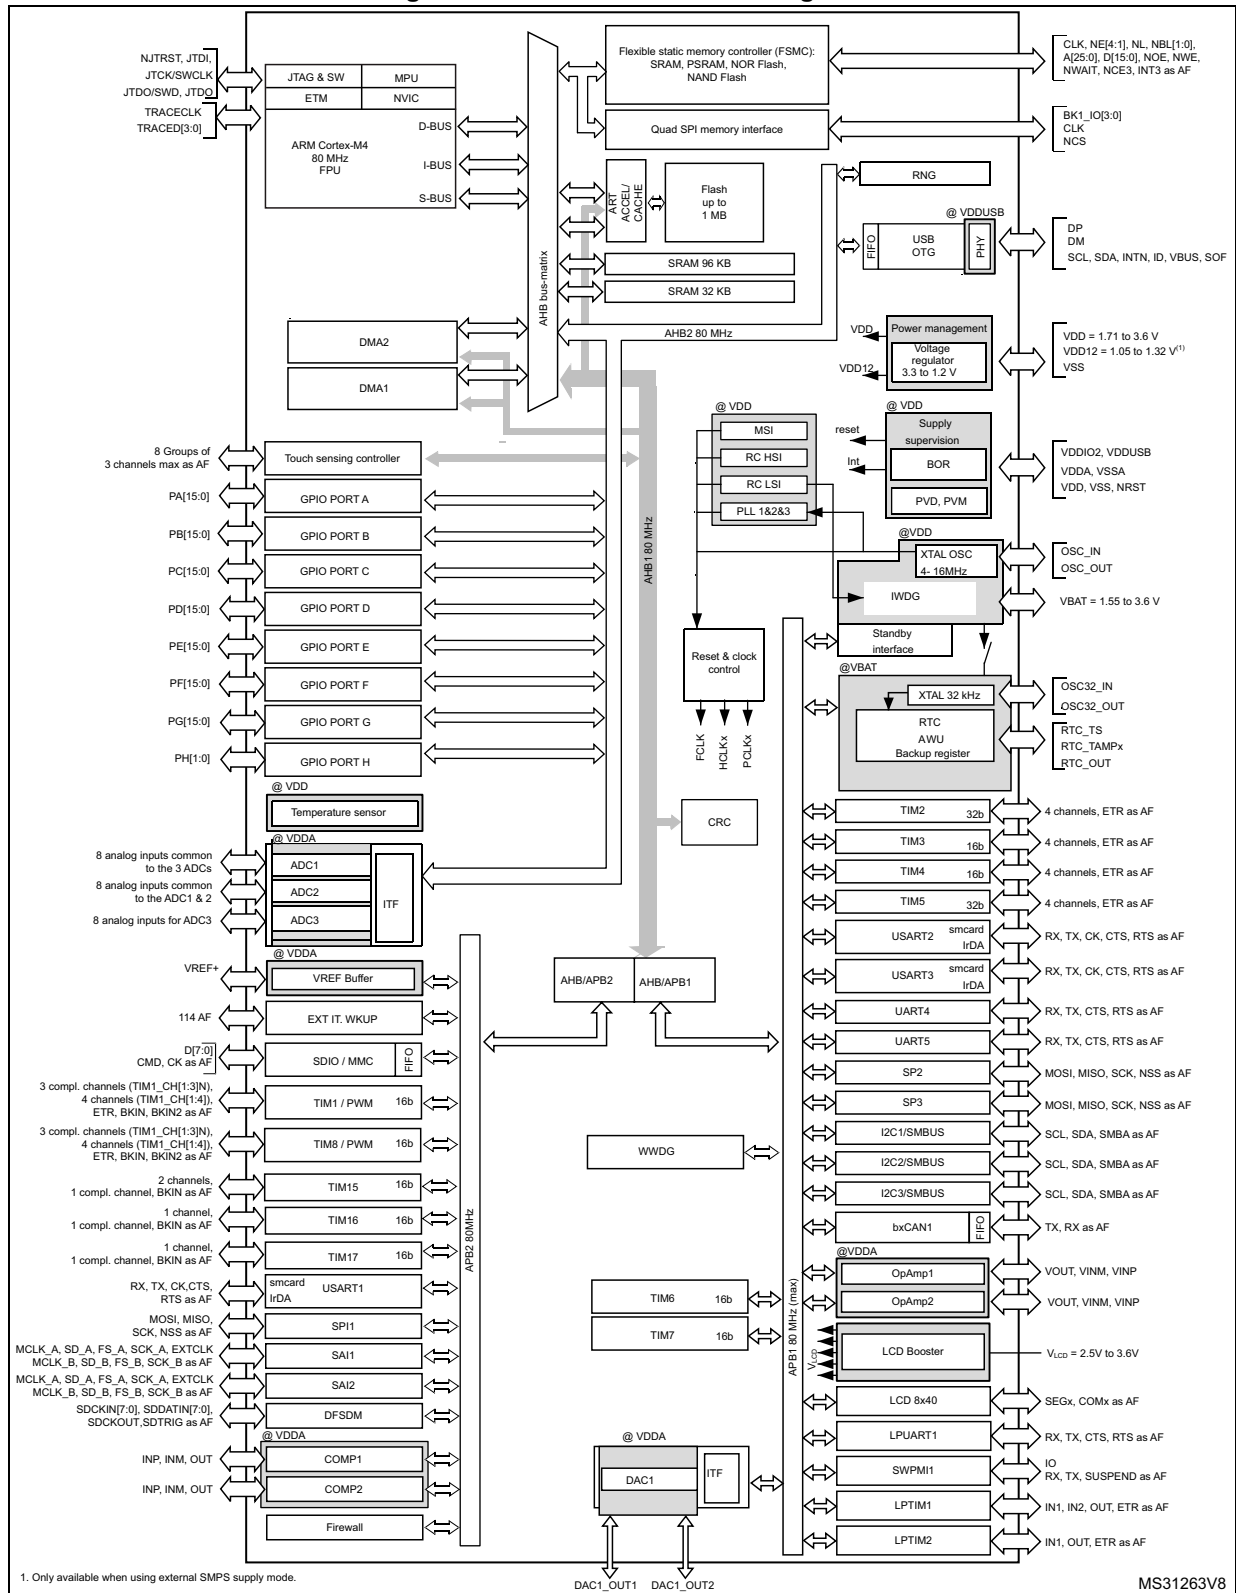 NJTRST, JTDI,
JTCK/SWCLK
JTDO/SWD, JTDO
TRACECLK
TRACED[3:0]
JTAG & SW
MPU
ETM
NVIC
ARM Cortex-M4
80 MHz
FPU
D-BUS
I-BUS
S-BUS
AHB bus-matrix
Flexible static memory controller (FSMC):
SRAM, PSRAM, NOR Flash,
NAND Flash
CLK, NE[4:1], NL, NBL[1:0],
A[25:0], D[15:0], NOE, NWE,
NWAIT, NCE3, INT3 as AF
Quad SPI memory interface
BK1_IO[3:0]
CLK
NCS
ART
ACCEL/
CACHE
Flash
up to
1 MB
SRAM 96 KB
SRAM 32 KB
AHB2 80 MHz
RNG
@ VDDUSB
FIFO
USB
OTG
PHY
DP
DM
SCL, SDA, INTN, ID, VBUS, SOF
DMA2
DMA1
VDD
VDD12
Power management
Voltage
regulator
3.3 to 1.2 V
VDD = 1.71 to 3.6 V
VDD12 = 1.05 to 1.32 V(1)
VSS
@ VDD
MSI
RC HSI
RC LSI
PLL 1&2&3
@ VDD
reset
Int
Supply
supervision
BOR
PVD, PVM
VDDIO2, VDDUSB
VDDA, VSSA
VDD, VSS, NRST
@VDD
XTAL OSC
4- 16MHz
IWDG
OSC_IN
OSC_OUT
VBAT = 1.55 to 3.6 V
Standby
interface
@VBAT
XTAL 32 kHz
RTC
AWU
Backup register
OSC32_IN
OSC32_OUT
RTC_TS
RTC_TAMPx
RTC_OUT
Reset & clock
control
FCLK
HCLKx
PCLKx
AHB1 80 MHz
CRC
8 Groups of
3 channels max as AF
Touch sensing controller
PA[15:0]
GPIO PORT A
PB[15:0]
GPIO PORT B
PC[15:0]
GPIO PORT C
PD[15:0]
GPIO PORT D
PE[15:0]
GPIO PORT E
PF[15:0]
GPIO PORT F
PG[15:0]
GPIO PORT G
PH[1:0]
GPIO PORT H
@ VDD
Temperature sensor
@ VDDA
8 analog inputs common
to the 3 ADCs
8 analog inputs common
to the ADC1 & 2
8 analog inputs for ADC3
ADC1
ADC2
ADC3
ITF
@ VDDA
VREF+
VREF Buffer
114 AF
EXT IT. WKUP
D[7:0]
CMD, CK as AF
SDIO / MMC
FIFO
3 compl. channels (TIM1_CH[1:3]N),
4 channels (TIM1_CH[1:4]),
ETR, BKIN, BKIN2 as AF
TIM1 / PWM
16b
3 compl. channels (TIM1_CH[1:3]N),
4 channels (TIM1_CH[1:4]),
ETR, BKIN, BKIN2 as AF
TIM8 / PWM
16b
2 channels,
1 compl. channel, BKIN as AF
TIM15
16b
1 channel,
1 compl. channel, BKIN as AF
TIM16
16b
1 channel,
1 compl. channel, BKIN as AF
TIM17
16b
RX, TX, CK,CTS,
RTS as AF
smcard
IrDA
USART1
MOSI, MISO,
SCK, NSS as AF
SPI1
MCLK_A, SD_A, FS_A, SCK_A, EXTCLK
MCLK_B, SD_B, FS_B, SCK_B as AF
SAI1
MCLK_A, SD_A, FS_A, SCK_A, EXTCLK
MCLK_B, SD_B, FS_B, SCK_B as AF
SAI2
SDCKIN[7:0], SDDATIN[7:0],
SDCKOUT,SDTRIG as AF
DFSDM
@ VDDA
INP, INM, OUT
COMP1
INP, INM, OUT
COMP2
Firewall
APB2 80MHz
AHB/APB2
AHB/APB1
WWDG
TIM6
16b
TIM7
16b
@ VDDA
DAC1
ITF
DAC1_OUT1
DAC1_OUT2
APB1 80 MHz (max)
TIM2
32b
4 channels, ETR as AF
TIM3
16b
4 channels, ETR as AF
TIM4
16b
4 channels, ETR as AF
TIM5
32b
4 channels, ETR as AF
USART2
smcard
IrDA
RX, TX, CK, CTS, RTS as AF
USART3
smcard
IrDA
RX, TX, CK, CTS, RTS as AF
UART4
RX, TX, CTS, RTS as AF
UART5
RX, TX, CTS, RTS as AF
SP2
MOSI, MISO, SCK, NSS as AF
SP3
MOSI, MISO, SCK, NSS as AF
I2C1/SMBUS
SCL, SDA, SMBA as AF
I2C2/SMBUS
SCL, SDA, SMBA as AF
I2C3/SMBUS
SCL, SDA, SMBA as AF
bxCAN1
FIFO
TX, RX as AF
@VDDA
OpAmp1
VOUT, VINM, VINP
OpAmp2
VOUT, VINM, VINP
VLCD
LCD Booster
VLCD = 2.5V to 3.6V
LCD 8x40
SEGx, COMx as AF
LPUART1
RX, TX, CTS, RTS as AF
SWPMI1
IO
RX, TX, SUSPEND as AF
LPTIM1
IN1, IN2, OUT, ETR as AF
LPTIM2
IN1, OUT, ETR as AF
1. Only available when using external SMPS supply mode.
MS31263V8